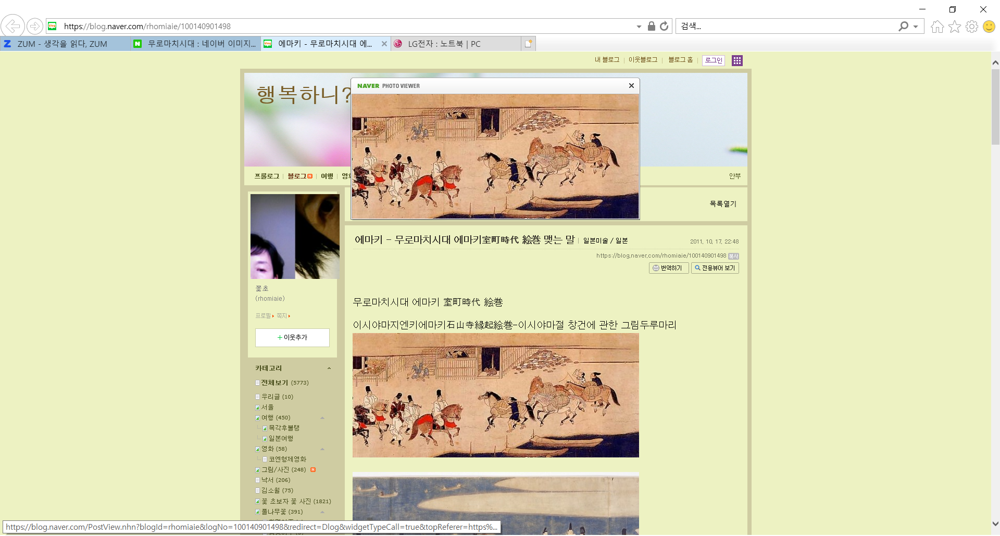 https://blog.naver.com/rhomiaie/100140901498
검색...
ZUM - 생각을 읽다, ZUM
무로마치시대 : 네이버 이미지...
에마키 - 무로마치시대 에...
LG전자 : 노트북 | PC
내 블로그 | 이웃블로그 | 블로그 홈 | 로그인
행복하니?
NAVER PHOTO VIEWER
프롤로그 | 블로그 N | 여행 |
안부
목록열기
에마키 - 무로마치시대 에마키室町時代 絵巻 맺는 말 | 일본미술 / 일본
2011. 10. 17. 22:48
https://blog.naver.com/rhomiaie/100140901498 복사
번역하기 전용뷰어 보기
꽃초
(rhomiaie)
프로필 쪽지
+ 이웃추가
무로마치시대 에마키 室町時代 絵巻
이시야마지엔키에마키石山寺縁起絵巻-이시야마절 창건에 관한 그림두루마리
카테고리
전체보기 (5773)
우리글 (10)
서울
여행 (450)
목각후불탱
일본여행
영화 (58)
코엔형제영화
그림/사진 (248) N
낙서 (206)
김소월 (75)
꽃 초보자 꽃 사진 (1821)
풀나무꽃 (391)
https://blog.naver.com/PostView.nhn?blogId=rhomiaie&logNo=100140901498&redirect=Dlog&widgetTypeCall=true&topReferer=https%...